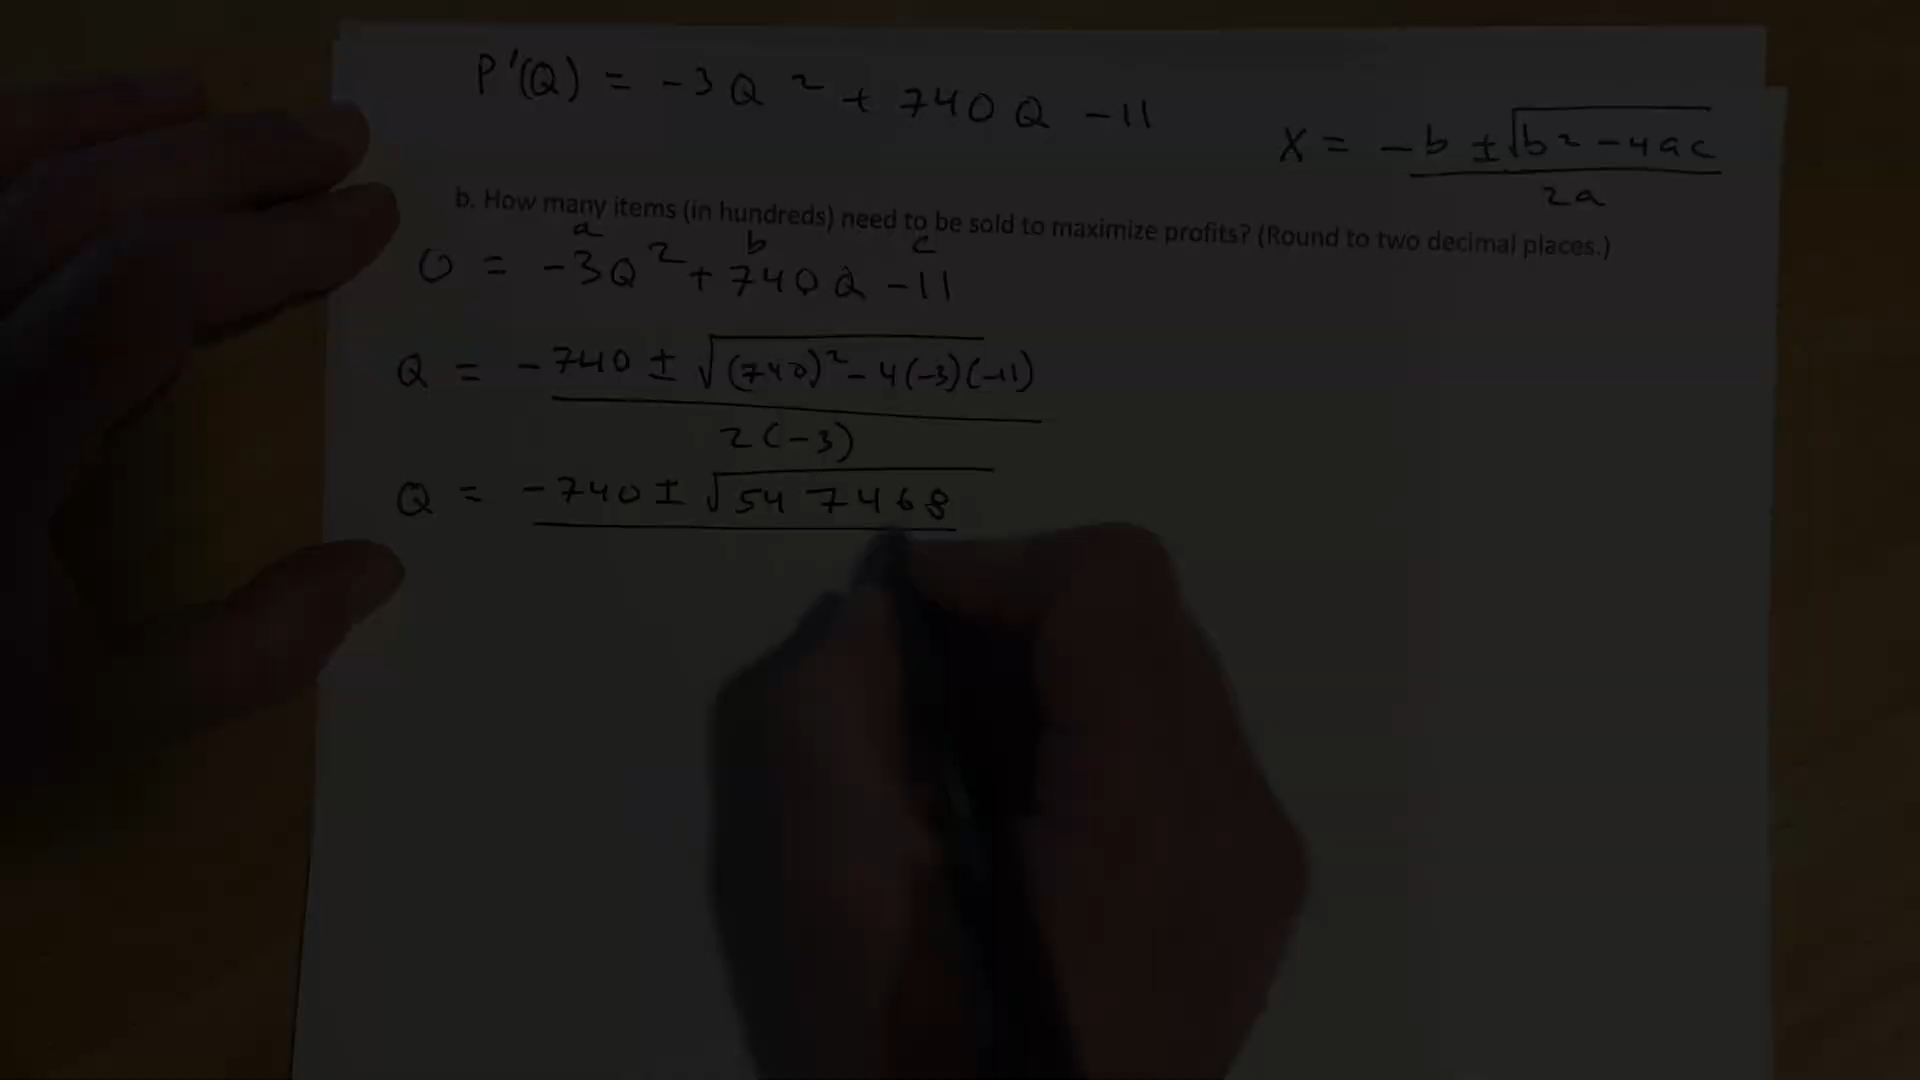 P'(Q) = -3Q² + 740Q -11
X = -b ±√b² -4ac
2a
b. How many items (in hundreds) need to be sold to maximize profits? (Round to two decimal places.)
a b c
0 = -3Q² + 740Q -11
Q = -740 ± √(740)² - 4(-3)(-11)
2(-3)
Q = -740 ± √547468